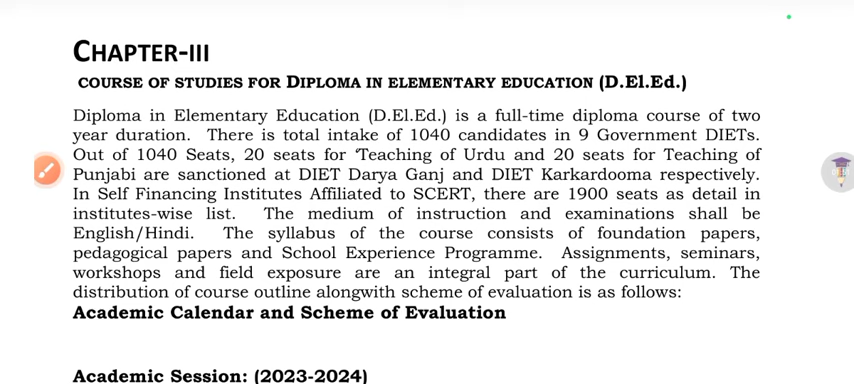 CHAPTER-III
COURSE OF STUDIES FOR DIPLOMA IN ELEMENTARY EDUCATION (D.El.Ed.)
Diploma in Elementary Education (D.El.Ed.) is a full-time diploma course of two
year duration. There is total intake of 1040 candidates in 9 Government DIETs.
Out of 1040 Seats, 20 seats for ‘Teaching of Urdu and 20 seats for Teaching of
Punjabi are sanctioned at DIET Darya Ganj and DIET Karkardooma respectively.
In Self Financing Institutes Affiliated to SCERT, there are 1900 seats as detail in
institutes-wise list. The medium of instruction and examinations shall be
English/Hindi. The syllabus of the course consists of foundation papers,
pedagogical papers and School Experience Programme. Assignments, seminars,
workshops and field exposure are an integral part of the curriculum. The
distribution of course outline alongwith scheme of evaluation is as follows:
Academic Calendar and Scheme of Evaluation
Academic Session: (2023-2024)